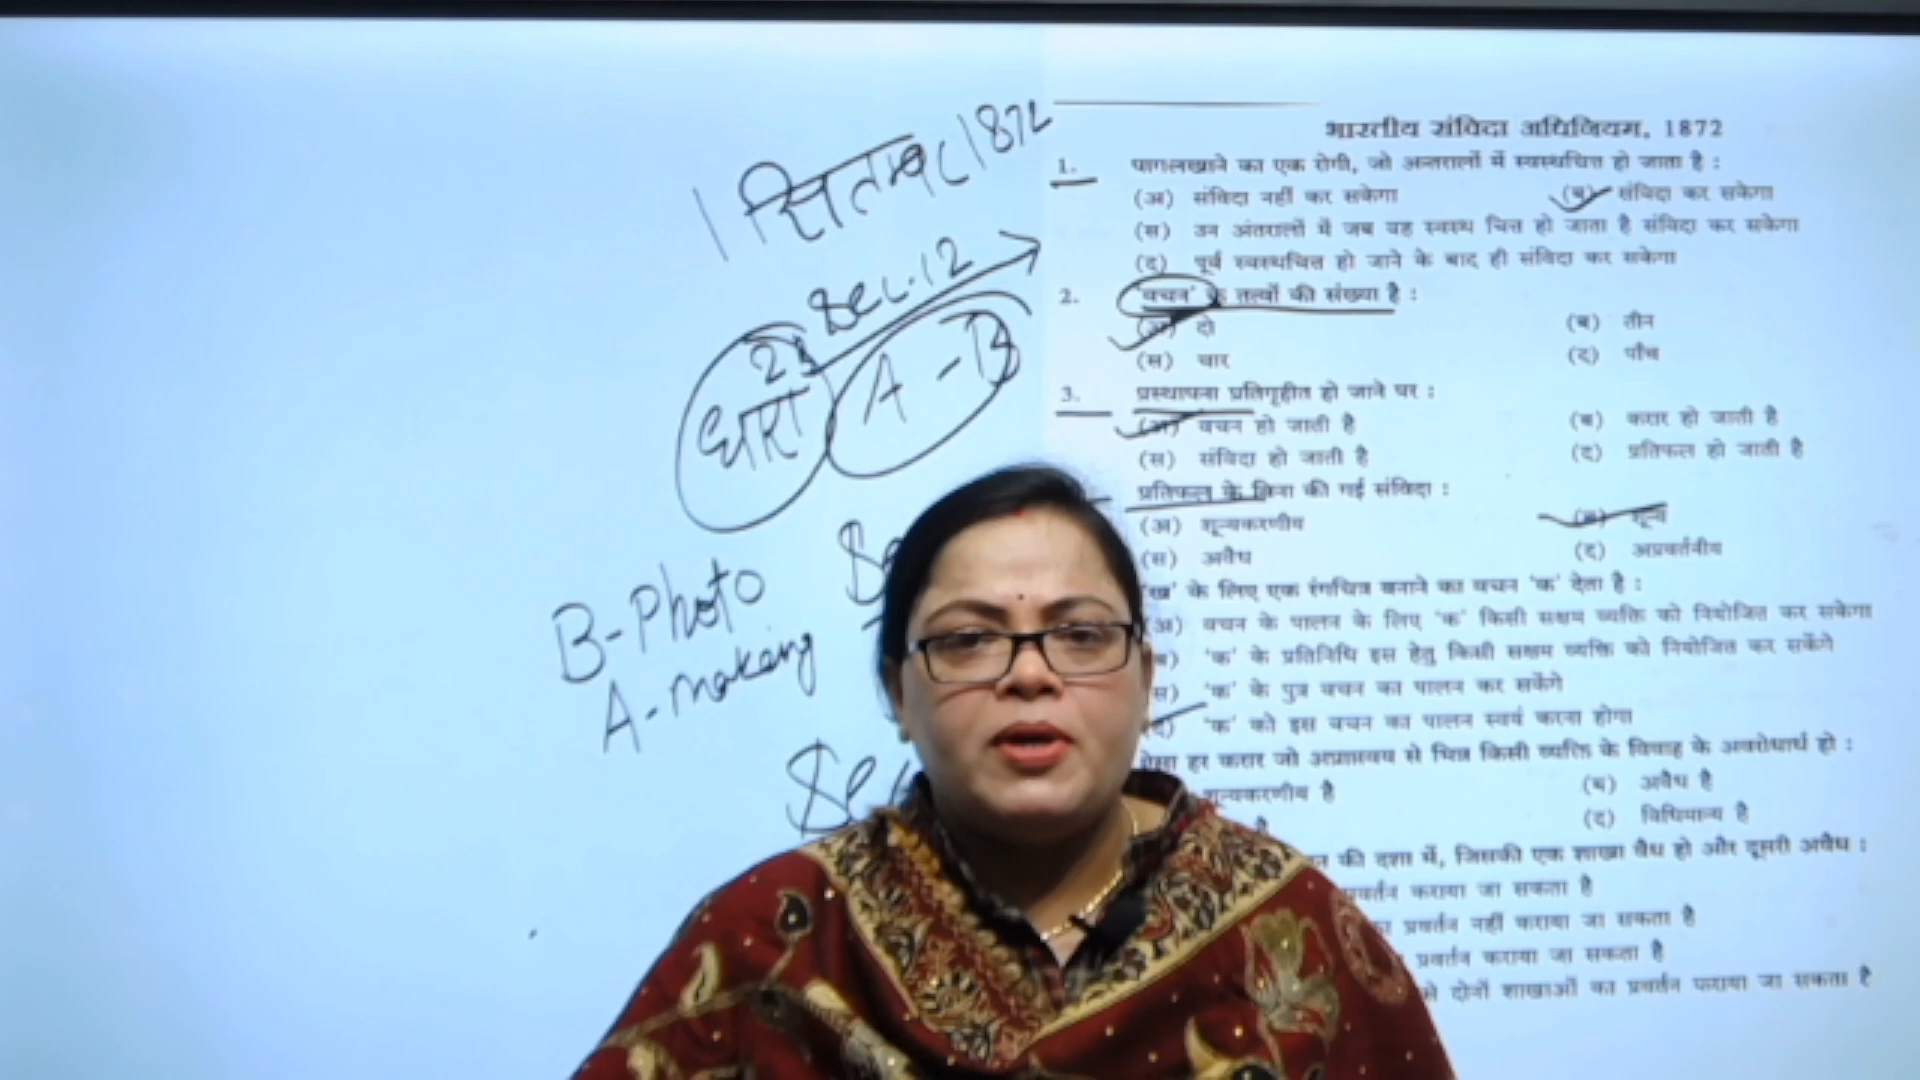 1 सितम्बर 1872
Sec. 12
धारा 2
A - B
B-Photo
A-making
Sec
भारतीय संविदा अधिनियम, 1872
1. पागलखाने का एक रोगी, जो अन्तरालों में स्वस्थचित्त हो जाता है :
(अ) संविदा नहीं कर सकेगा (ब) संविदा कर सकेगा
(स) उन अंतरालों में जब वह स्वस्थ चित्त हो जाता है संविदा कर सकेगा
(द) पूर्व स्वस्थचित्त हो जाने के बाद ही संविदा कर सकेगा
2. 'वचन' के तत्वों की संख्या है :
(अ) दो (ब) तीन
(स) चार (द) पाँच
3. प्रस्थापना प्रतिगृहीत हो जाने पर :
(अ) वचन हो जाती है (ब) करार हो जाती है
(स) संविदा हो जाती है (द) प्रतिफल हो जाती है
प्रतिफल के बिना की गई संविदा :
(अ) शून्यकरणीय (ब) शून्य
(स) अवैध (द) अप्रवर्तनीय
'ख' के लिए एक रंगचित्र बनाने का वचन 'क' देता है :
(अ) वचन के पालन के लिए 'क' किसी सक्षम व्यक्ति को नियोजित कर सकेगा
ब) 'क' के प्रतिनिधि इस हेतु किसी सक्षम व्यक्ति को नियोजित कर सकेंगे
स) 'क' के पुत्र वचन का पालन कर सकेंगे
(द) 'क' को इस वचन का पालन स्वयं करना होगा
ऐसा हर करार जो अप्राप्तवय से भिन्न किसी व्यक्ति के विवाह के अवरोधार्थ हो :
शून्यकरणीय है (ब) अवैध है
है (द) विधिमान्य है
की दशा में, जिसकी एक शाखा वैध हो और दूसरी अवैध :
प्रवर्तन कराया जा सकता है
का प्रवर्तन नहीं कराया जा सकता है
प्रवर्तन कराया जा सकता है
दोनों शाखाओं का प्रवर्तन कराया जा सकता है